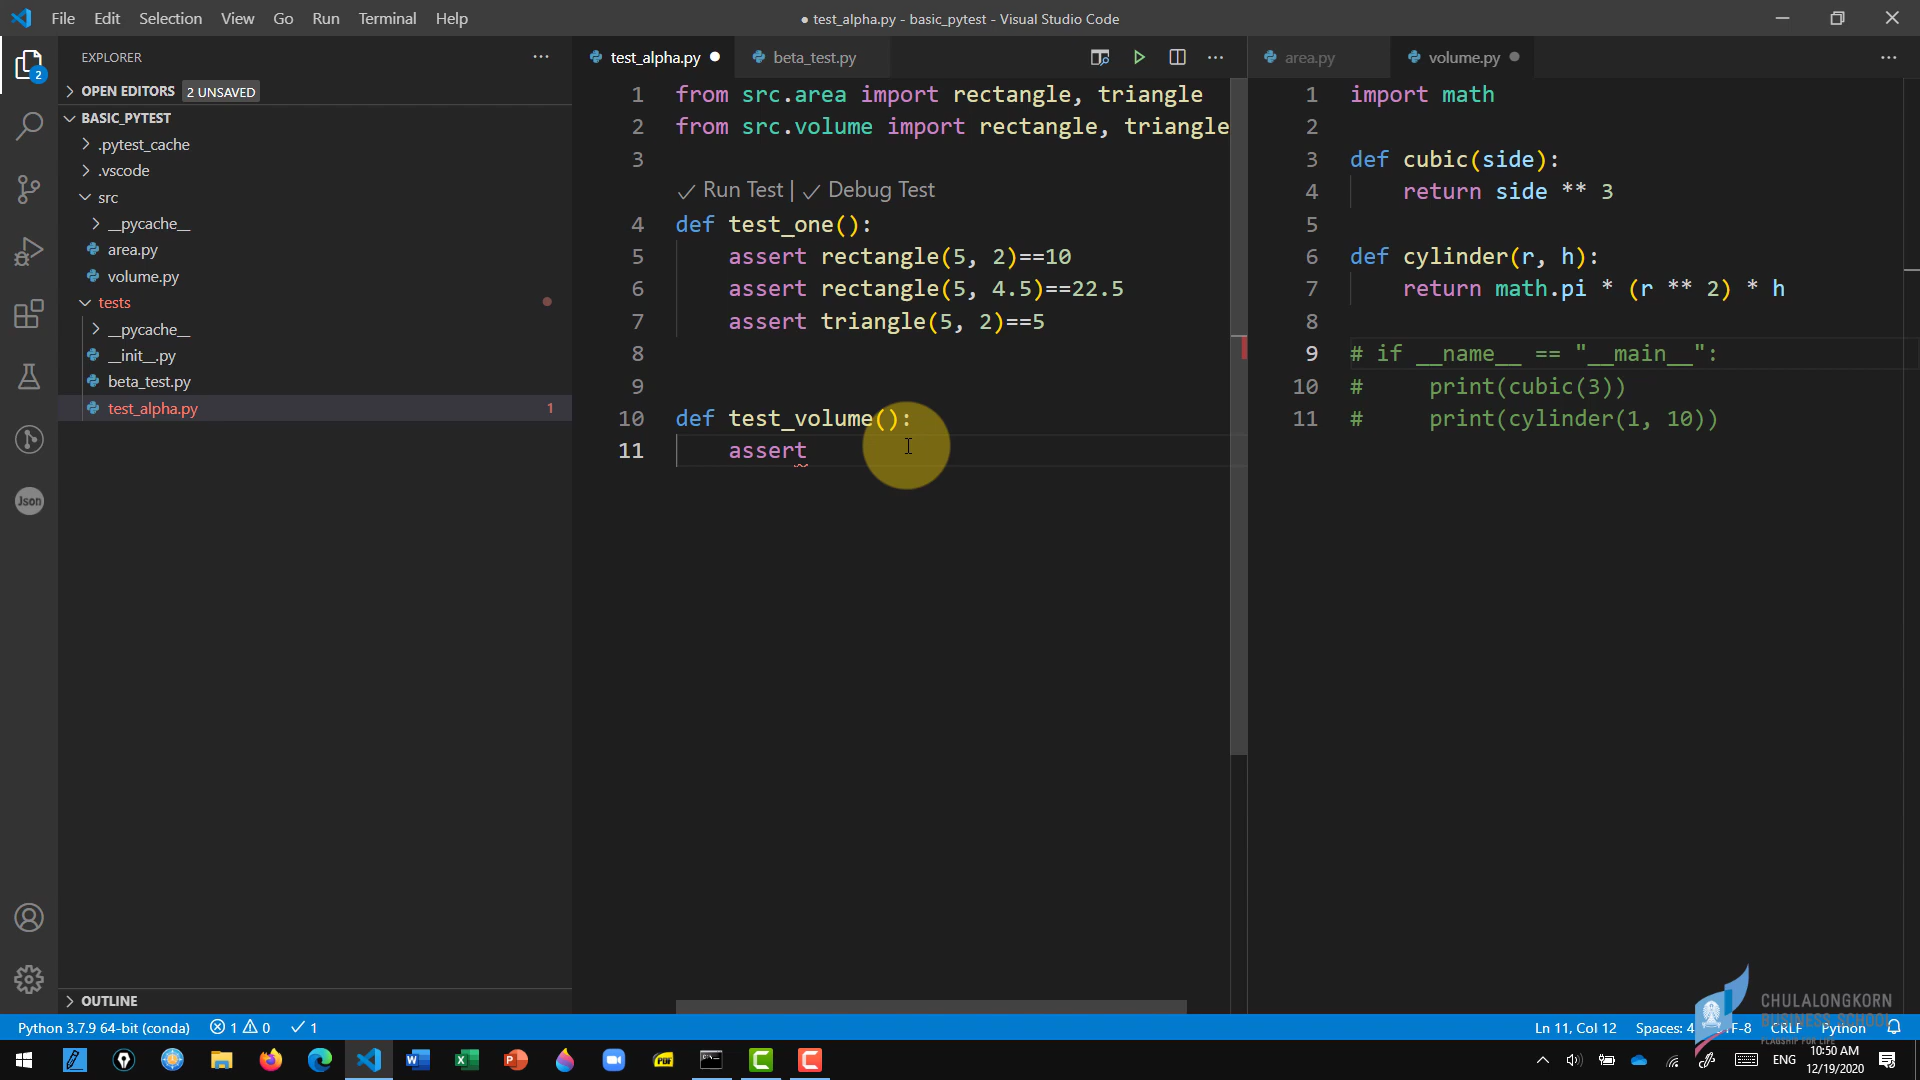 File Edit Selection View Go Run Terminal Help
● test_alpha.py - basic_pytest - Visual Studio Code
EXPLORER
OPEN EDITORS 2 UNSAVED
BASIC_PYTEST
.pytest_cache
.vscode
src
__pycache__
area.py
volume.py
tests
__pycache__
__init__.py
beta_test.py
test_alpha.py 1
OUTLINE
2
Json
test_alpha.py
beta_test.py
1 from src.area import rectangle, triangle
2 from src.volume import rectangle, triangle
3
Run Test | Debug Test
4 def test_one():
5 assert rectangle(5, 2)==10
6 assert rectangle(5, 4.5)==22.5
7 assert triangle(5, 2)==5
8
9
10 def test_volume():
11 assert
area.py
volume.py
1 import math
2
3 def cubic(side):
4 return side ** 3
5
6 def cylinder(r, h):
7 return math.pi * (r ** 2) * h
8
9 # if __name__ == "__main__":
10 # print(cubic(3))
11 # print(cylinder(1, 10))
CHULALONGKORN
BUSINESS SCHOOL
FLAGSHIP FOR LIFE
Python 3.7.9 64-bit (conda) 1 0 1
Ln 11, Col 12 Spaces: 4 CRLF Python
ENG
10:50 AM
12/19/2020